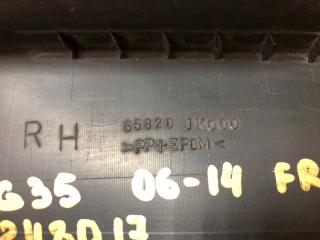 65820 JK000
RH >PP+EPDM<
G35 06-14 FR
248D17